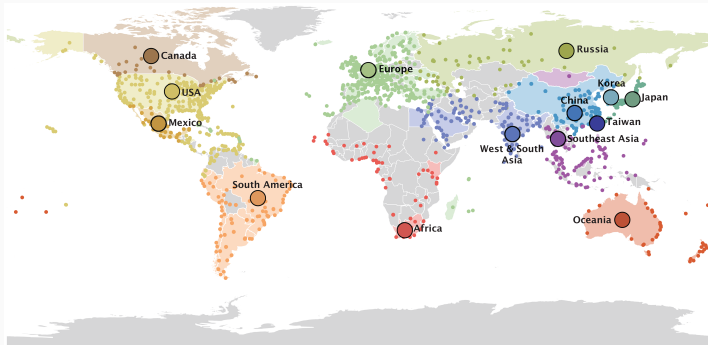 Canada
Russia
Europe
USA
Korea
Japan
China
Mexico
Taiwan
Southeast Asia
West & South
Asia
South America
Oceania
Africa